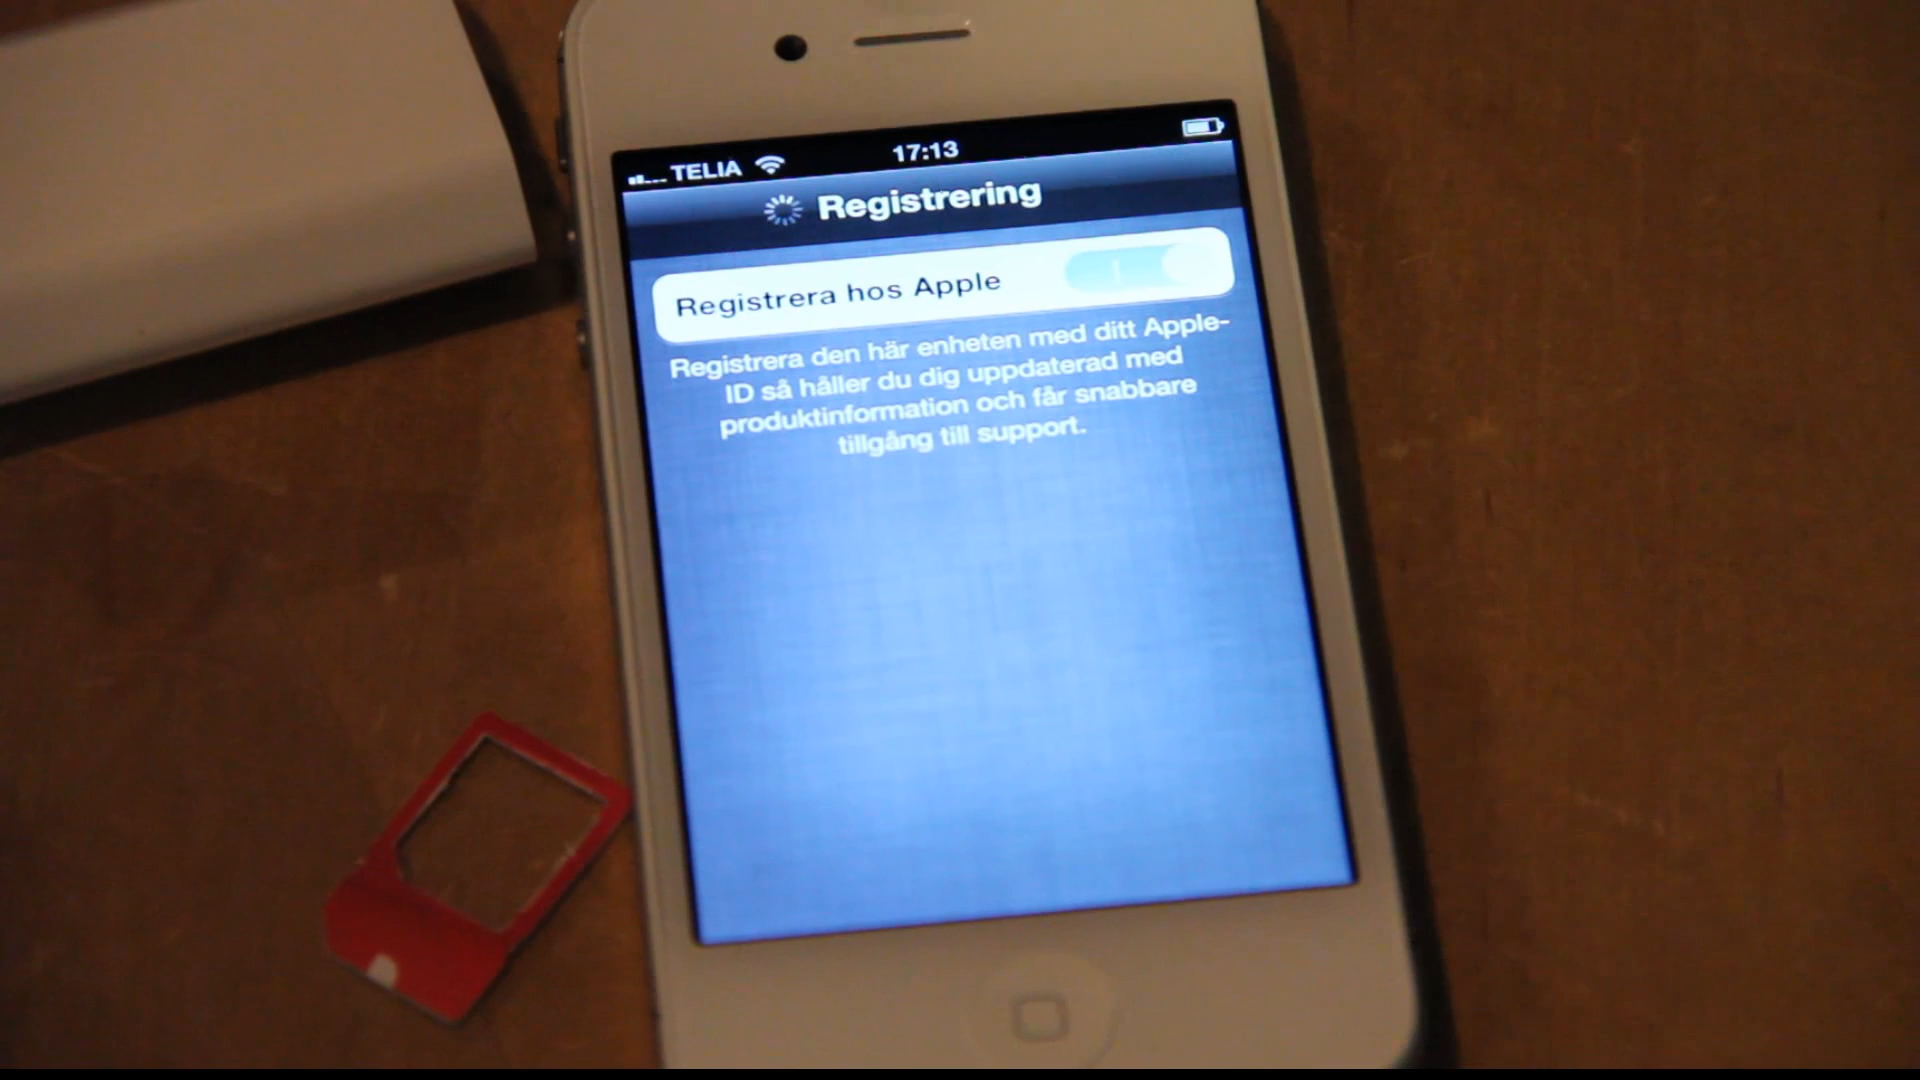 TELIA 17:13
Registrering
Registrera hos Apple
Registrera den här enheten med ditt Apple-
ID så håller du dig uppdaterad med
produktinformation och får snabbare
tillgång till support.